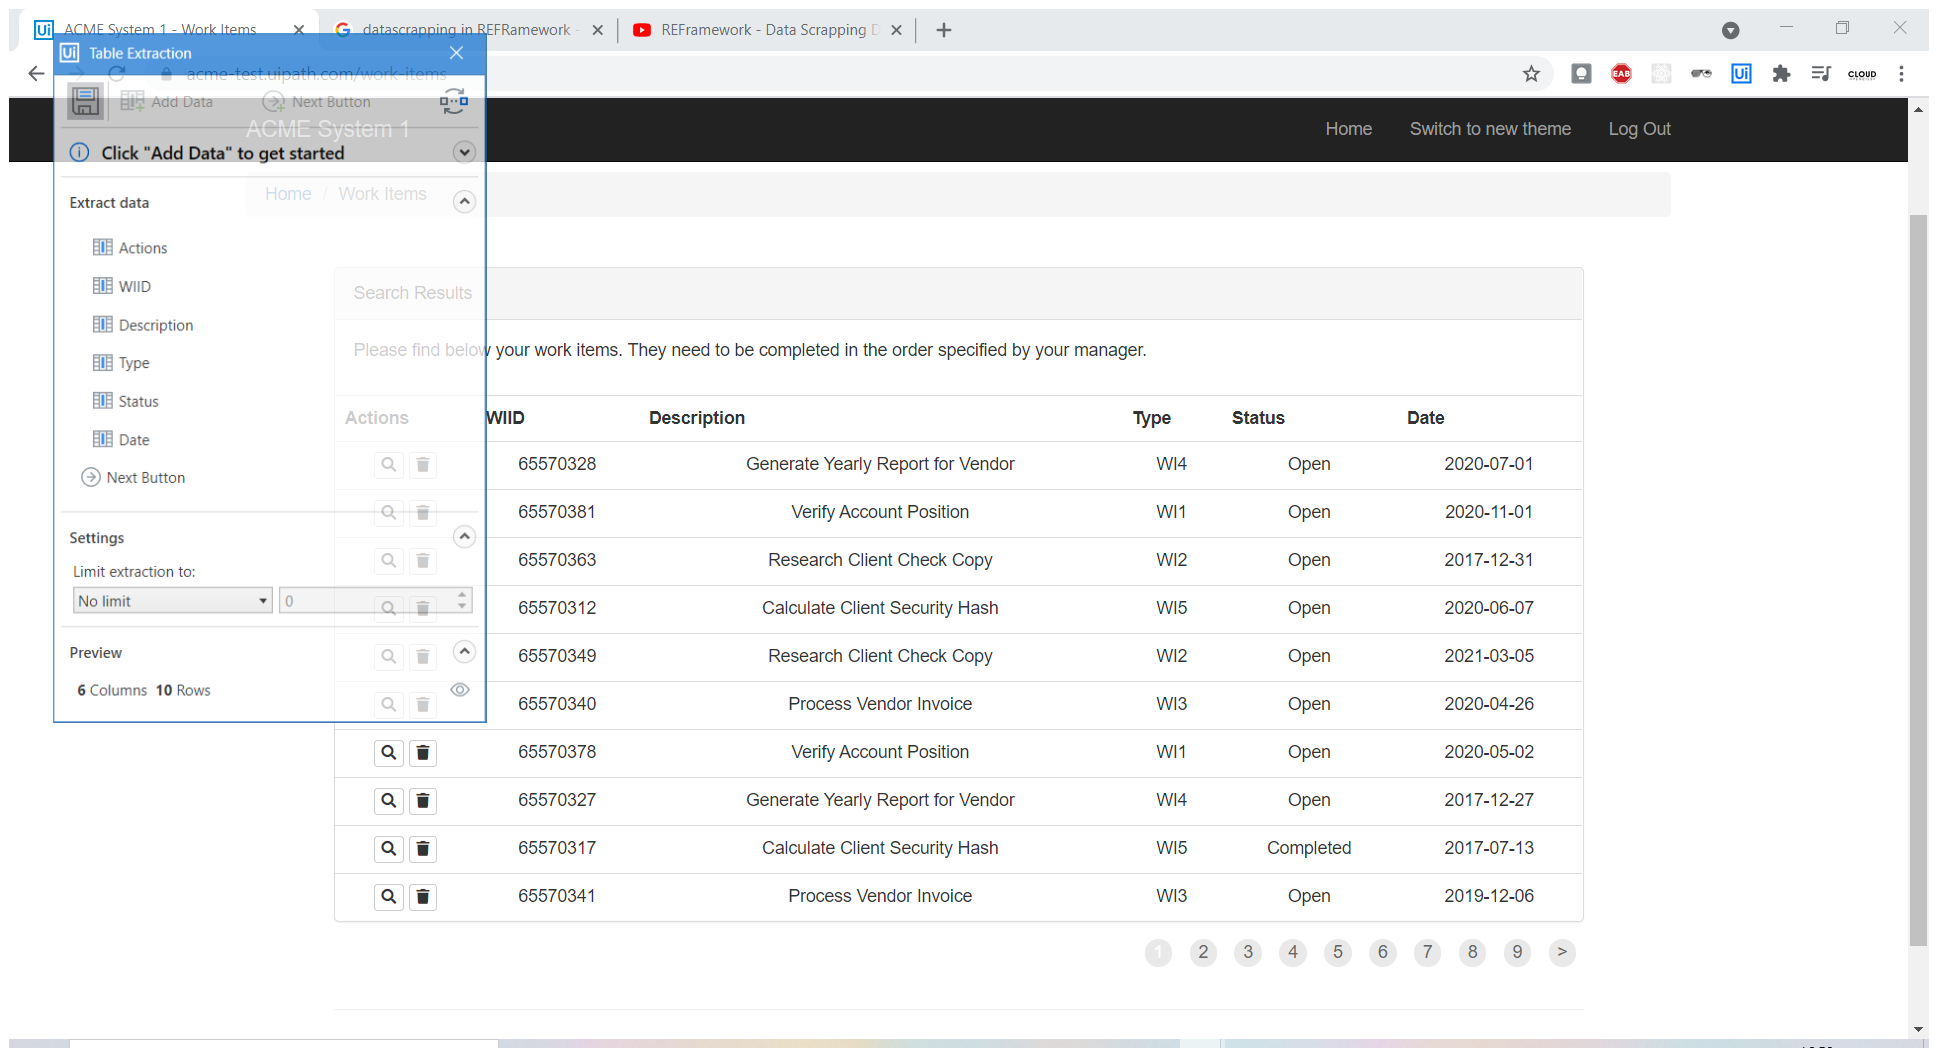 ACME System 1 - Work Items
datascrapping in REFRamework -
REFramework - Data Scrapping D
Ui Table Extraction
acme-test.uipath.com/work-items
EAB
Ui
CLOUD
Add Data
Next Button
ACME System 1
Home
Switch to new theme
Log Out
Click "Add Data" to get started
Home / Work Items
Extract data
Actions
WIID
Description
Type
Status
Date
Next Button
Settings
Limit extraction to:
No limit
0
Preview
6 Columns 10 Rows
Search Results
Please find below your work items. They need to be completed in the order specified by your manager.
Actions WIID Description Type Status Date
65570328 Generate Yearly Report for Vendor WI4 Open 2020-07-01
65570381 Verify Account Position WI1 Open 2020-11-01
65570363 Research Client Check Copy WI2 Open 2017-12-31
65570312 Calculate Client Security Hash WI5 Open 2020-06-07
65570349 Research Client Check Copy WI2 Open 2021-03-05
65570340 Process Vendor Invoice WI3 Open 2020-04-26
65570378 Verify Account Position WI1 Open 2020-05-02
65570327 Generate Yearly Report for Vendor WI4 Open 2017-12-27
65570317 Calculate Client Security Hash WI5 Completed 2017-07-13
65570341 Process Vendor Invoice WI3 Open 2019-12-06
1 2 3 4 5 6 7 8 9 >